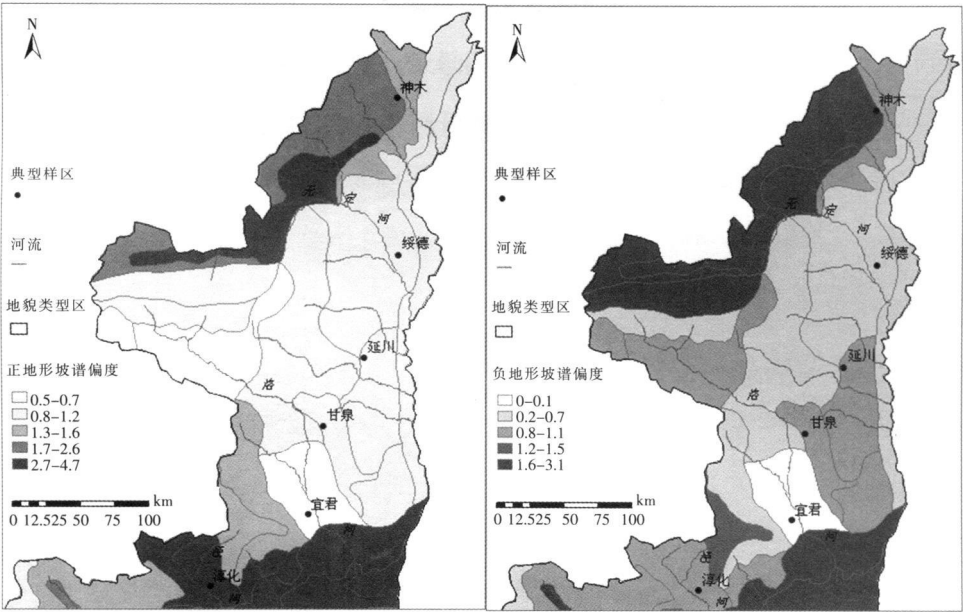 N
神木
典型样区
无
定
河
河流
绥德
地貌类型区
延川
正地形坡谱偏度
洛
0.5-0.7
0.8-1.2
甘泉
1.3-1.6
1.7-2.6
2.7-4.7
km
宜君
0 12.525 50 75 100
河
淳化
河
N
神木
典型样区
无
定
河
河流
绥德
地貌类型区
延川
负地形坡谱偏度
洛
0-0.1
0.2-0.7
甘泉
0.8-1.1
1.2-1.5
1.6-3.1
km
宜君
0 12.525 50 75 100
河
淳化
河